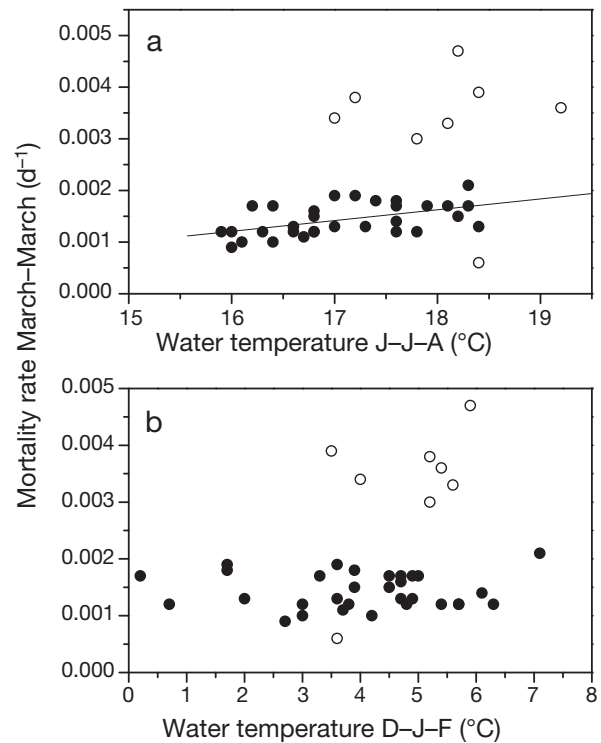 Mortality rate March–March (d⁻¹)
a
0.005
0.004
0.003
0.002
0.001
0.000
15 16 17 18 19
Water temperature J–J–A (°C)
b
0.005
0.004
0.003
0.002
0.001
0.000
0 1 2 3 4 5 6 7 8
Water temperature D–J–F (°C)